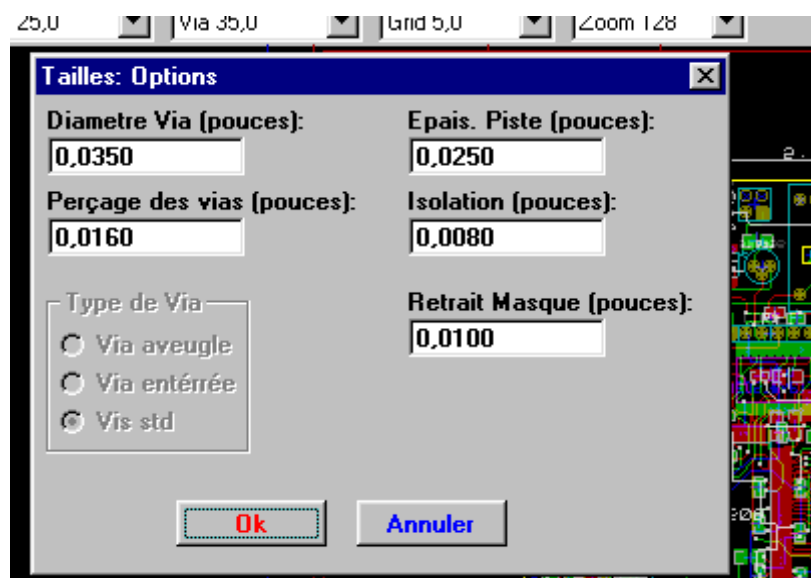 25,0 Via 35,0 Grid 5,0 Zoom 128
Tailles: Options
Diametre Via (pouces): Epais. Piste (pouces):
0,0350 0,0250
Perçage des vias (pouces): Isolation (pouces):
0,0160 0,0080
Type de Via Retrait Masque (pouces):
0,0100
Via aveugle
Via entérrée
Vis std
Ok Annuler